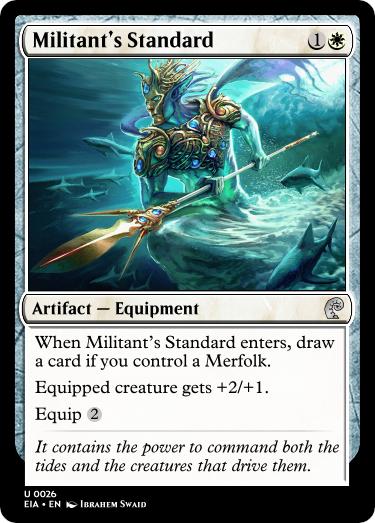 Militant's Standard 1
Artifact — Equipment
When Militant's Standard enters, draw
a card if you control a Merfolk.
Equipped creature gets +2/+1.
Equip 2
It contains the power to command both the
tides and the creatures that drive them.
U 0026
EIA • EN Ibrahem Swaid